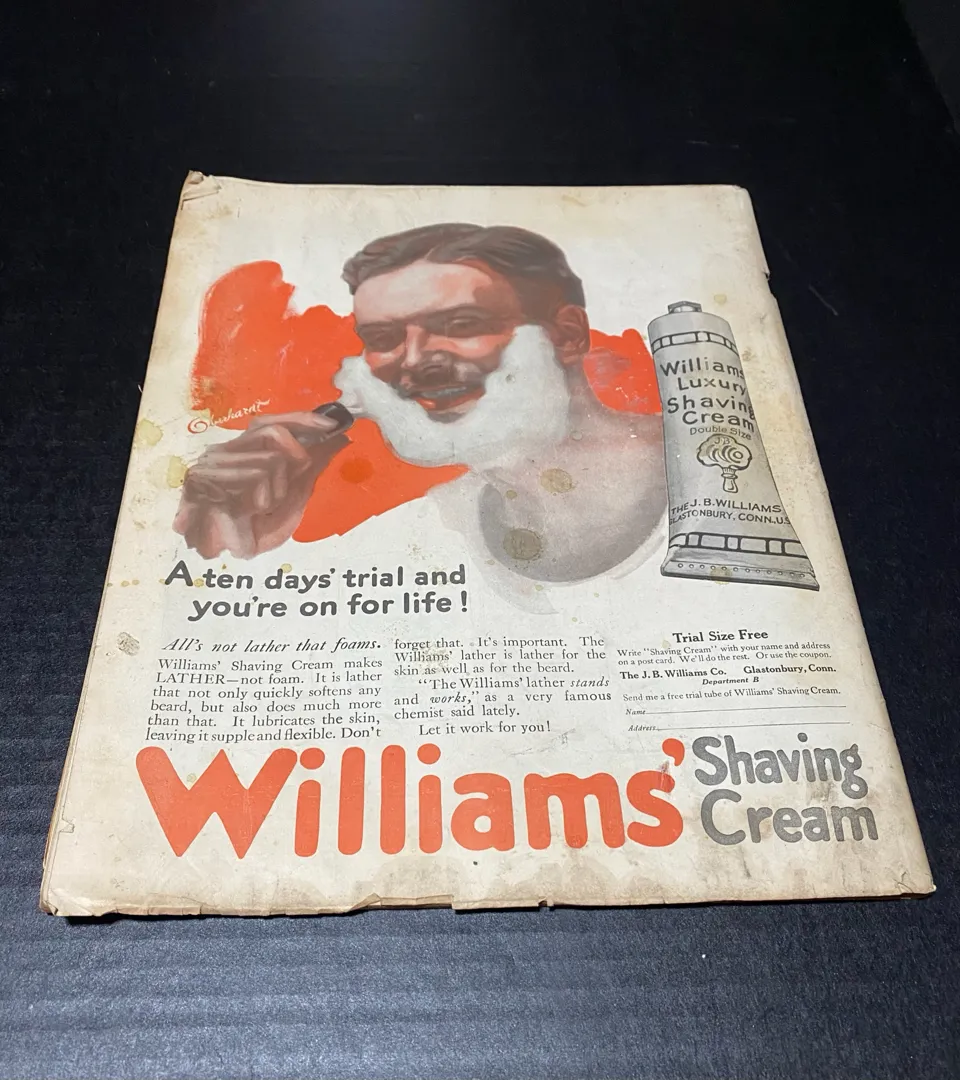 Eberhardt
Williams
Luxury
Shaving
Cream
Double Size
J B
THE J. B. WILLIAMS
GLASTONBURY, CONN., U.S.
A ten days' trial and
you're on for life!
All's not lather that foams.
Williams' Shaving Cream makes
LATHER—not foam. It is lather
that not only quickly softens any
beard, but also does much more
than that. It lubricates the skin,
leaving it supple and flexible. Don't
forget that. It's important. The
Williams' lather is lather for the
skin as well as for the beard.
"The Williams' lather stands
and works," as a very famous
chemist said lately.
Let it work for you!
Trial Size Free
Write "Shaving Cream" with your name and address
on a post card. We'll do the rest. Or use the coupon.
The J. B. Williams Co. Glastonbury, Conn.
Department B
Send me a free trial tube of Williams' Shaving Cream.
Name
Address
Williams' Shaving
Cream